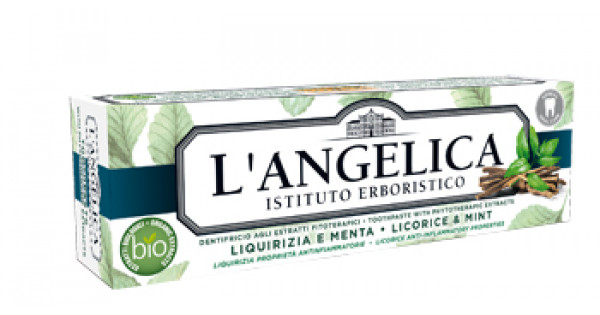 L'ANGELICA
ISTITUTO ERBORISTICO
DENTIFRICIO AGLI ESTRATTI FITOTERAPICI • TOOTHPASTE WITH PHYTOTHERAPIC EXTRACTS
LIQUIRIZIA E MENTA • LICORICE & MINT
LIQUIRIZIA PROPRIETÀ ANTINFIAMMATORIE • LICORICE ANTI-INFLAMMATORY PROPERTIES
bio
L'ANGELICA